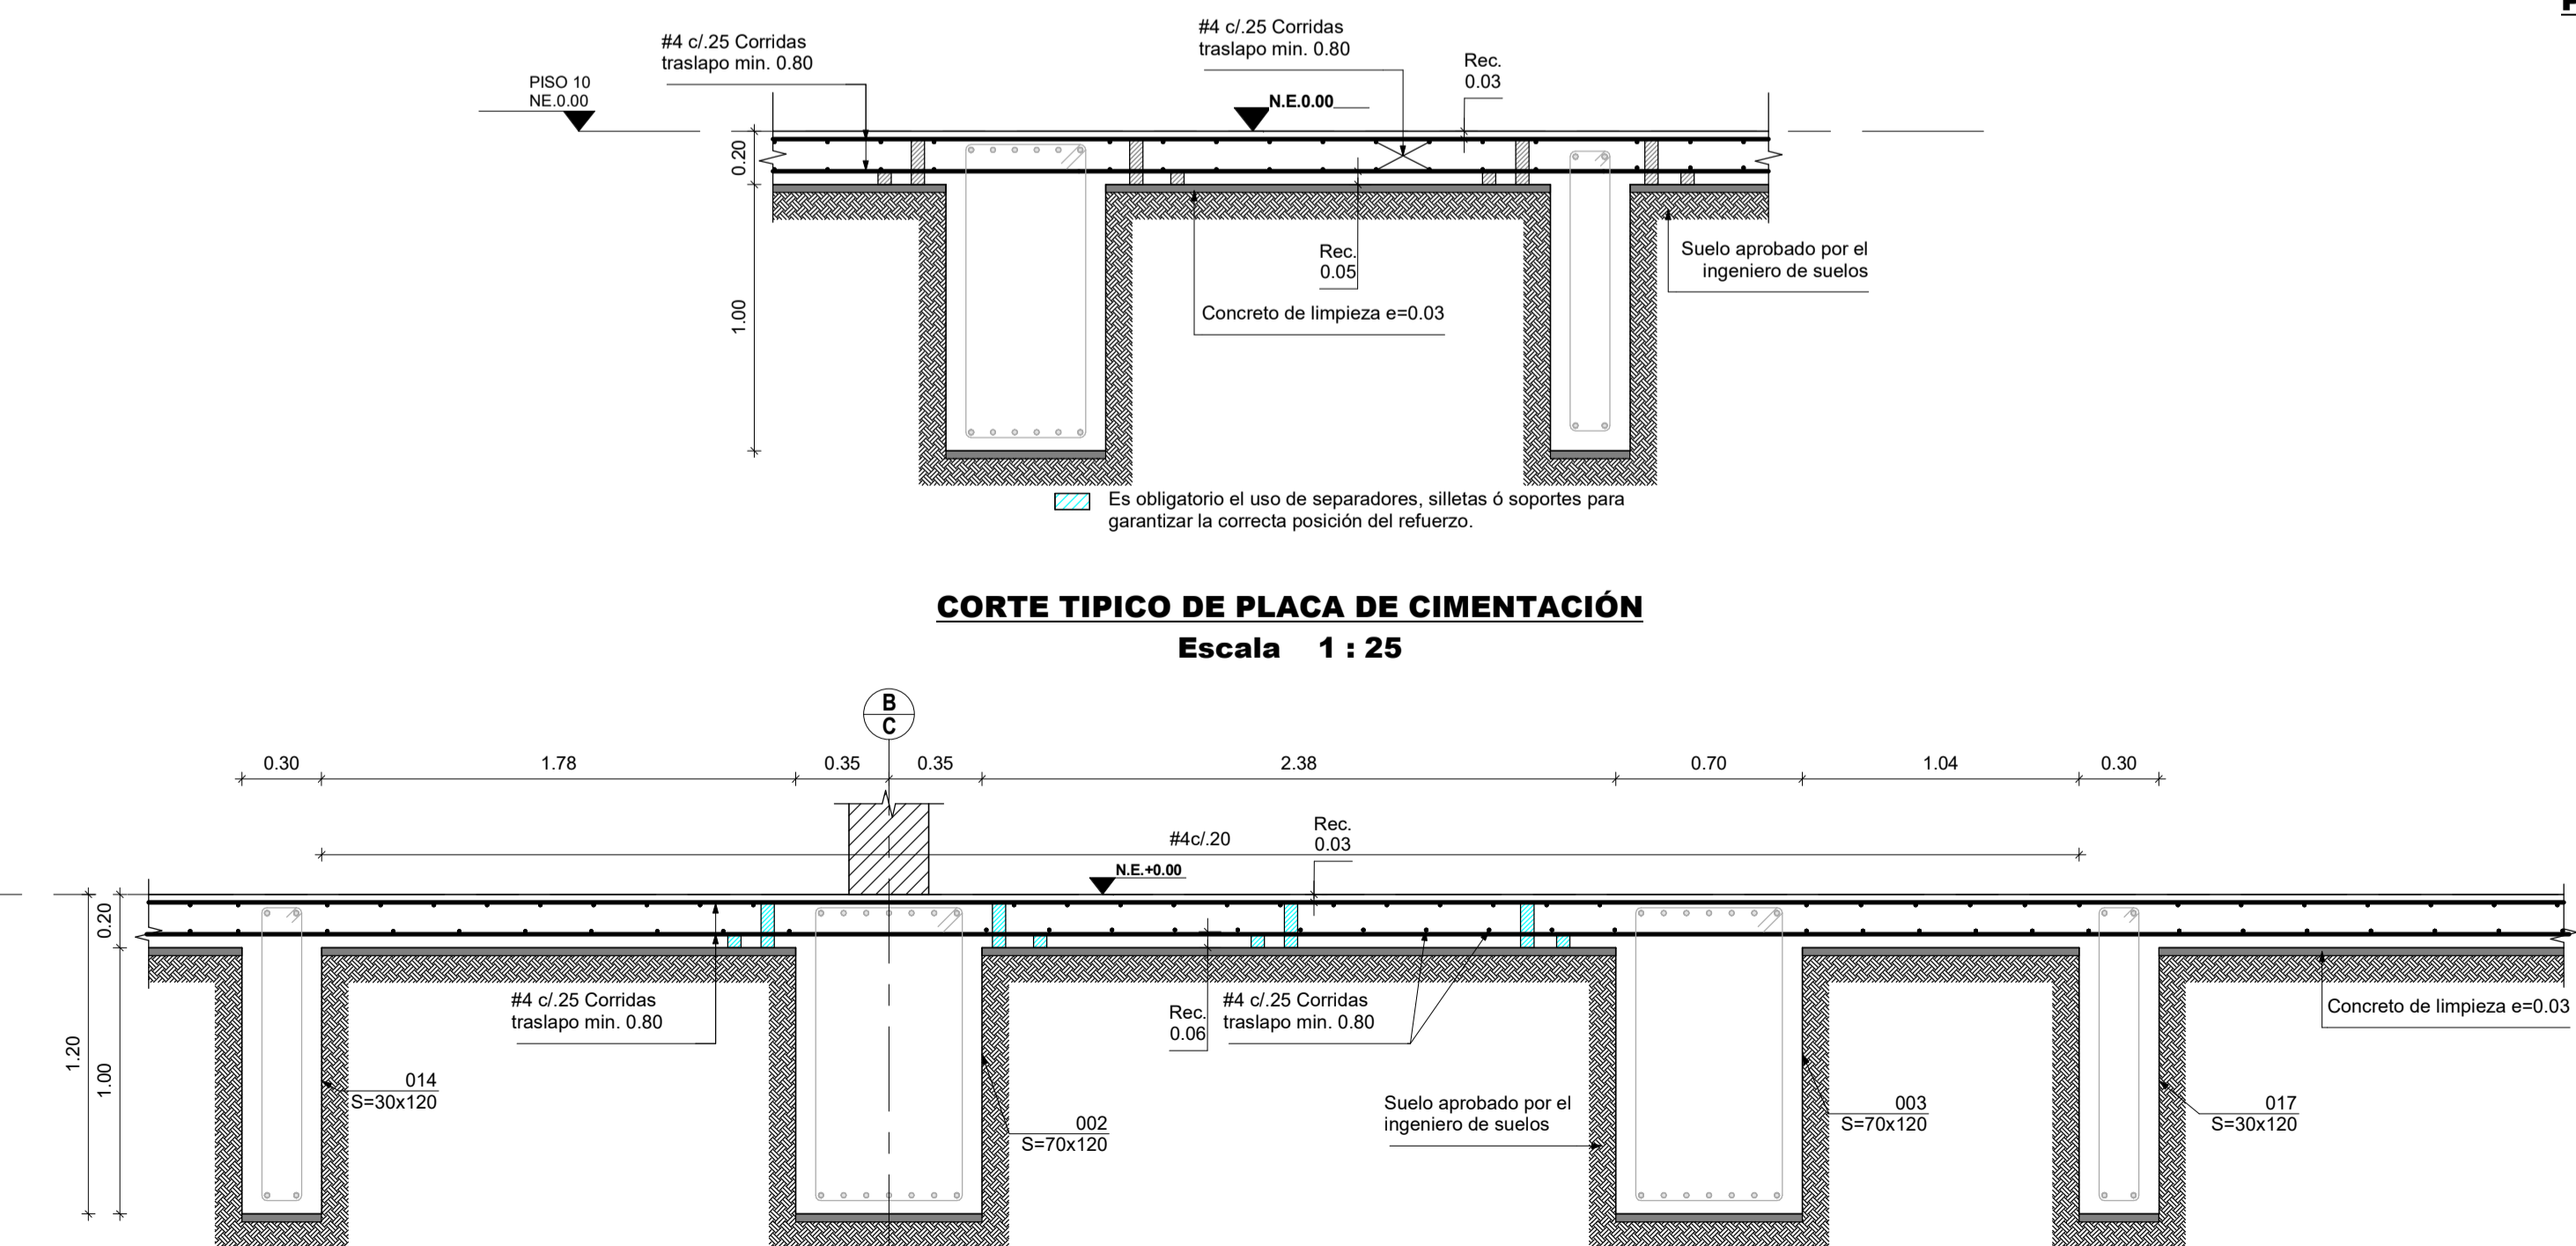 #4 c/.25 Corridas
traslapo min. 0.80
#4 c/.25 Corridas
traslapo min. 0.80
Rec.
0.03
PISO 10
NE.0.00
N.E.0.00
0.20
1.00
Rec.
0.05
Suelo aprobado por el
ingeniero de suelos
Concreto de limpieza e=0.03
Es obligatorio el uso de separadores, silletas ó soportes para
garantizar la correcta posición del refuerzo.
CORTE TIPICO DE PLACA DE CIMENTACIÓN
Escala 1 : 25
B
C
0.30
1.78
0.35
0.35
2.38
0.70
1.04
0.30
#4c/.20
Rec.
0.03
N.E.+0.00
0.20
1.20
1.00
#4 c/.25 Corridas
traslapo min. 0.80
Rec.
0.06
#4 c/.25 Corridas
traslapo min. 0.80
Concreto de limpieza e=0.03
014
S=30x120
002
S=70x120
Suelo aprobado por el
ingeniero de suelos
003
S=70x120
017
S=30x120